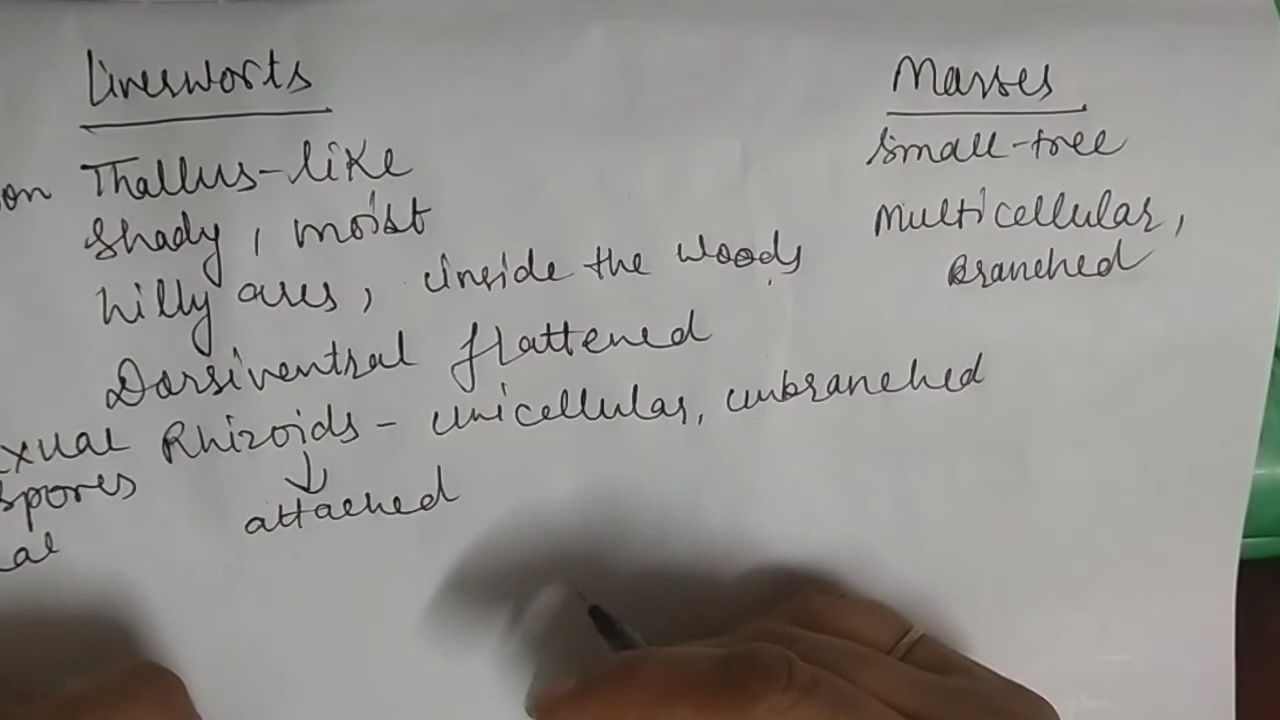 Liverworts
Thallus-like
on
Shady, moist
hilly ares, inside the woods
Dorsiventral flattened
xual
Rhizoids - unicellular, unbranched
spores
attached
al
Mosses
Small-tree
Multicellular,
Branched